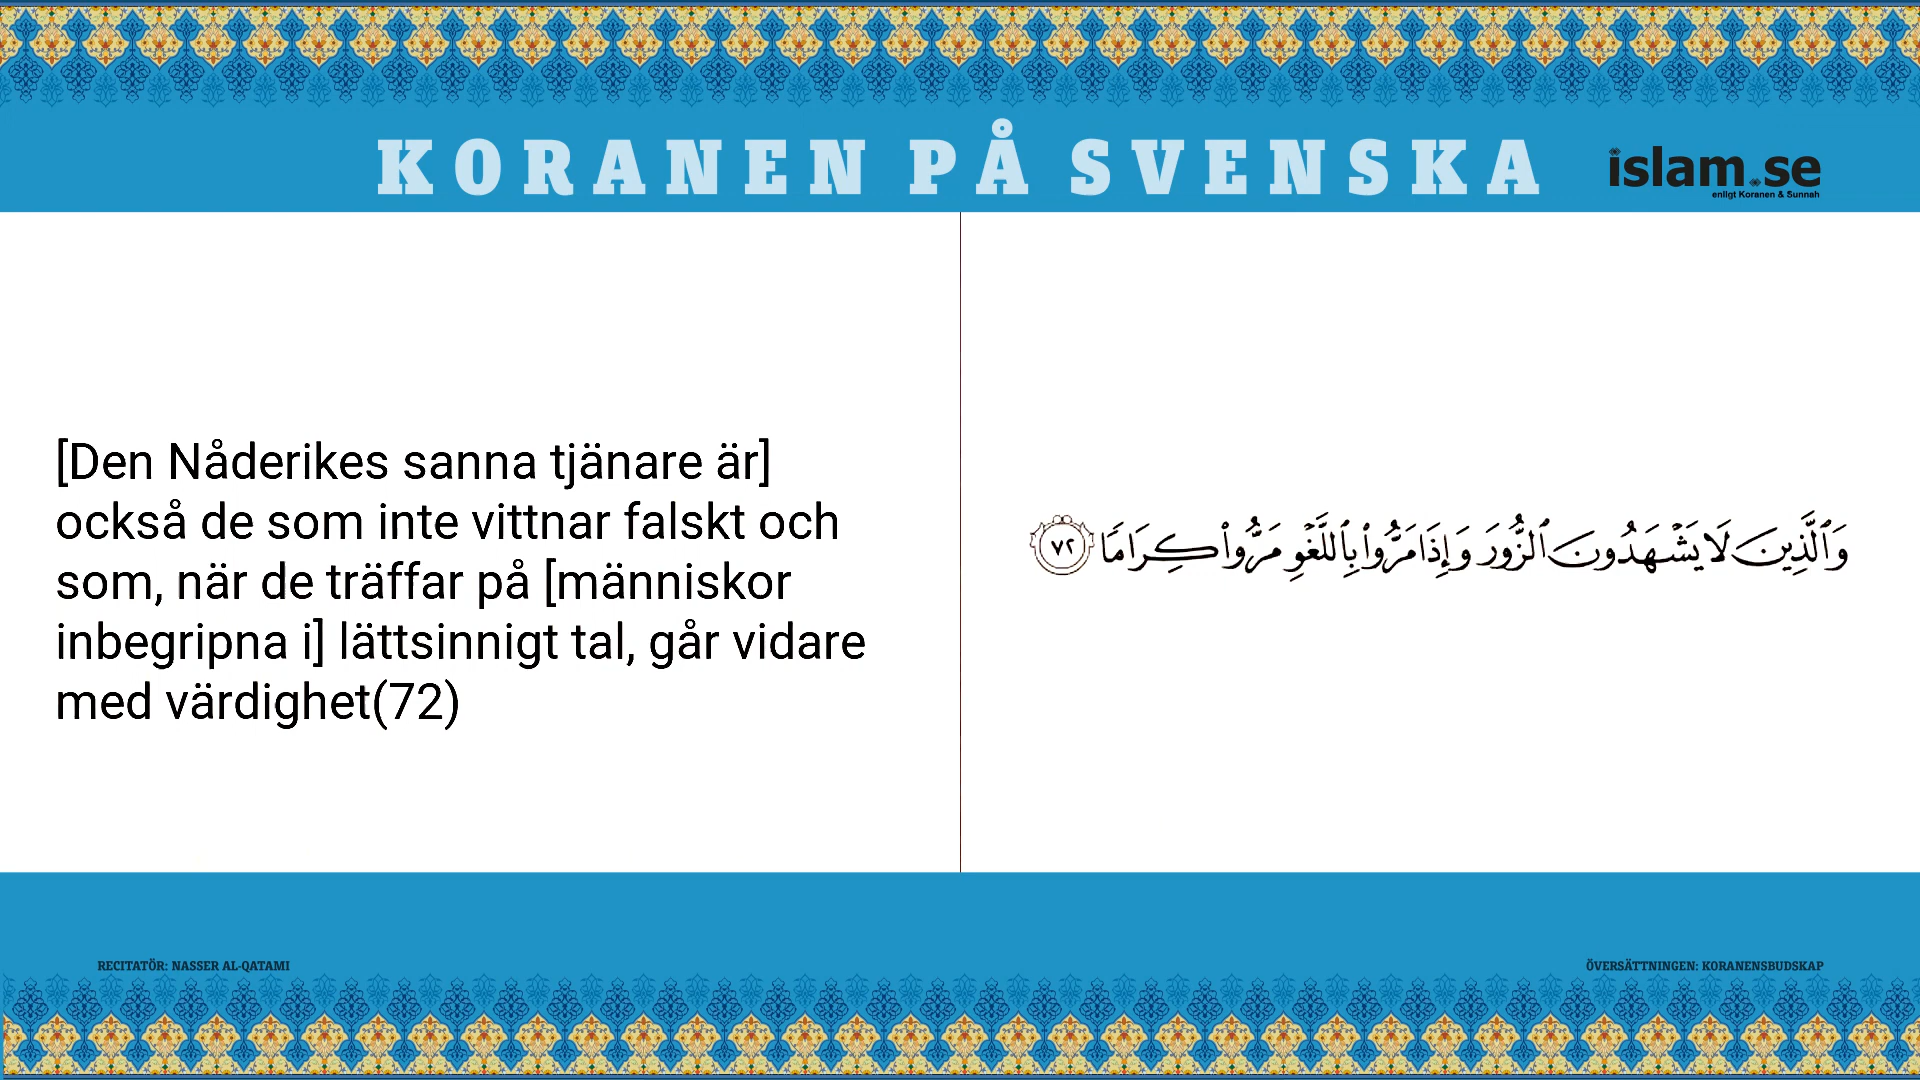 KORANEN PÅ SVENSKA
islam.se
enligt Koranen & Sunnah
[Den Nåderikes sanna tjänare är]
också de som inte vittnar falskt och
som, när de träffar på [människor
inbegripna i] lättsinnigt tal, går vidare
med värdighet(72)
وَٱلَّذِينَ لَا يَشْهَدُونَ ٱلزُّورَ وَإِذَا مَرُّوا۟ بِٱللَّغْوِ مَرُّوا۟ كِرَامًا ٧٢
RECITATÖR: NASSER AL-QATAMI
ÖVERSÄTTNINGEN: KORANENSBUDSKAP